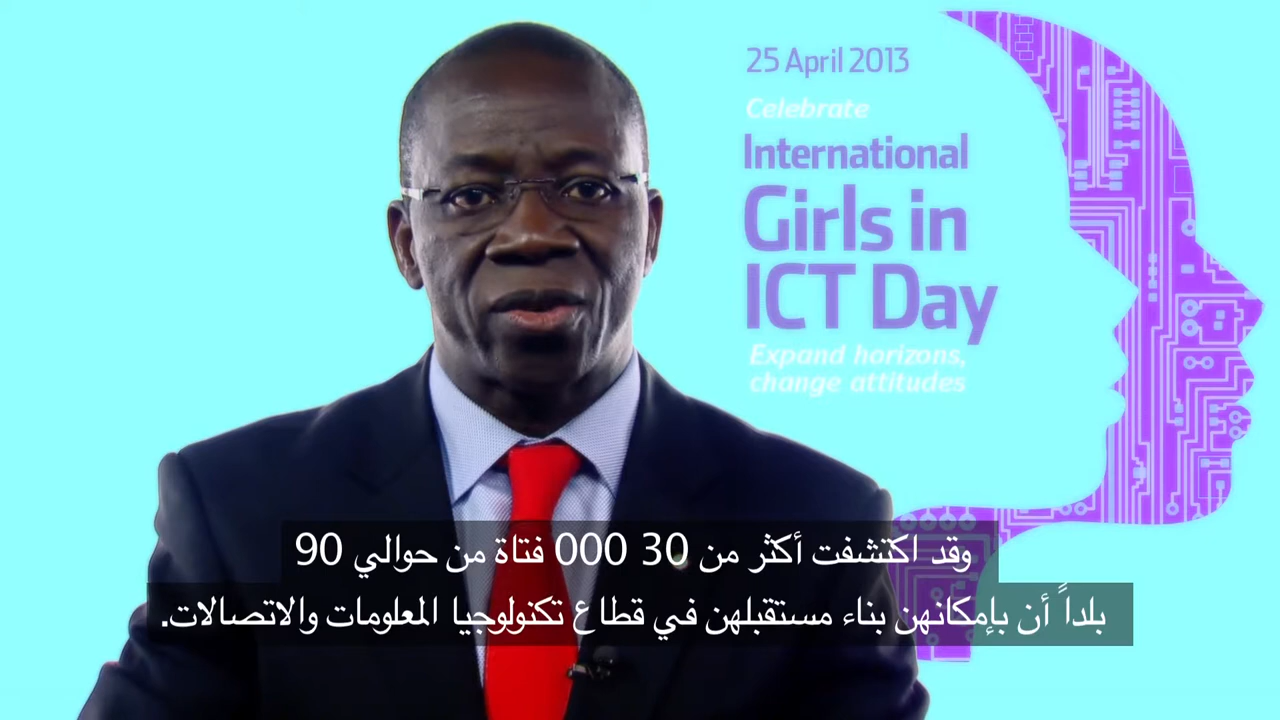 25 April 2013
Celebrate
International
Girls in
ICT Day
Expand horizons,
change attitudes
وقد اكتشفت أكثر من 30 000 فتاة من حوالي 90
بلداً أن بإمكانهن بناء مستقبلهن في قطاع تكنولوجيا المعلومات والاتصالات.